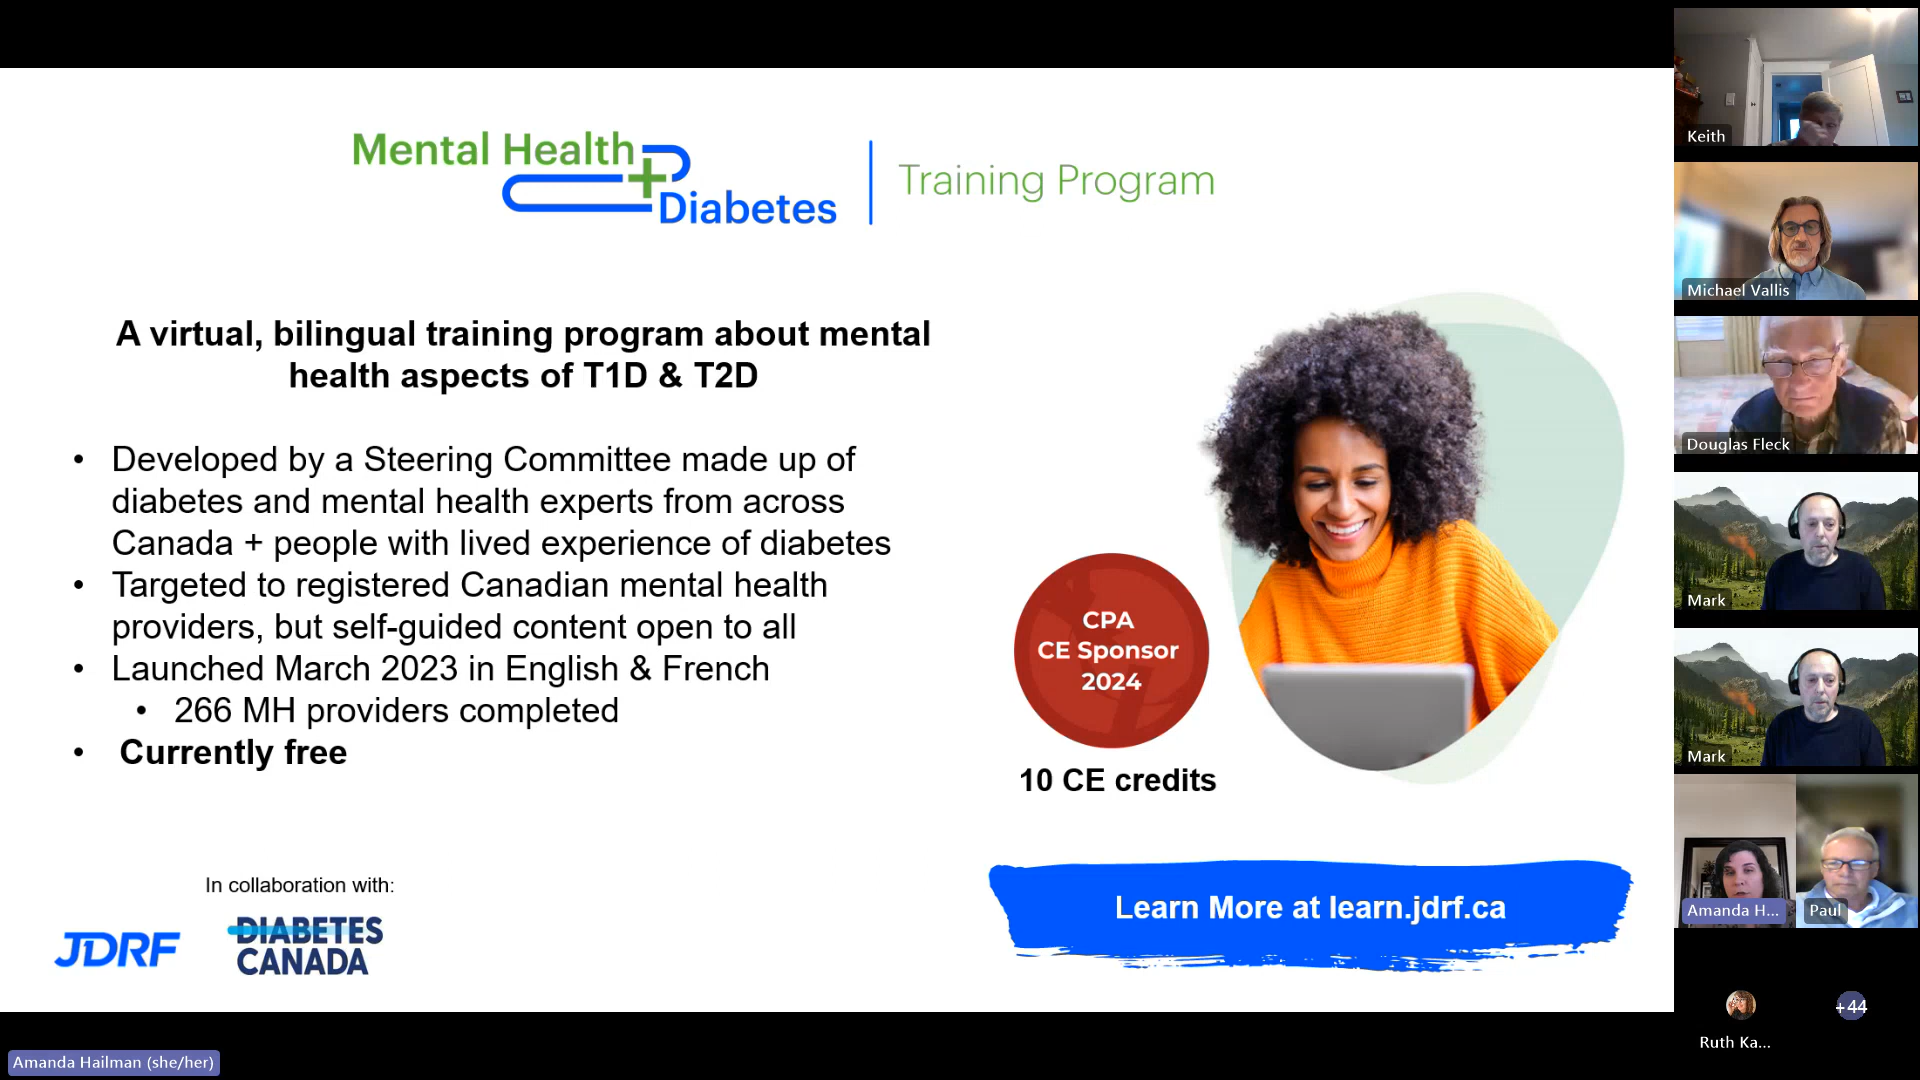 Mental Health
+
Diabetes
Training Program
A virtual, bilingual training program about mental
health aspects of T1D & T2D
• Developed by a Steering Committee made up of
diabetes and mental health experts from across
Canada + people with lived experience of diabetes
• Targeted to registered Canadian mental health
providers, but self-guided content open to all
• Launched March 2023 in English & French
• 266 MH providers completed
• Currently free
CPA
CE Sponsor
2024
10 CE credits
In collaboration with:
JDRF
DIABETES
CANADA
Learn More at learn.jdrf.ca
Amanda Hailman (she/her)
Keith
Michael Vallis
Douglas Fleck
Mark
Mark
Amanda H...
Paul
Ruth Ka...
+44